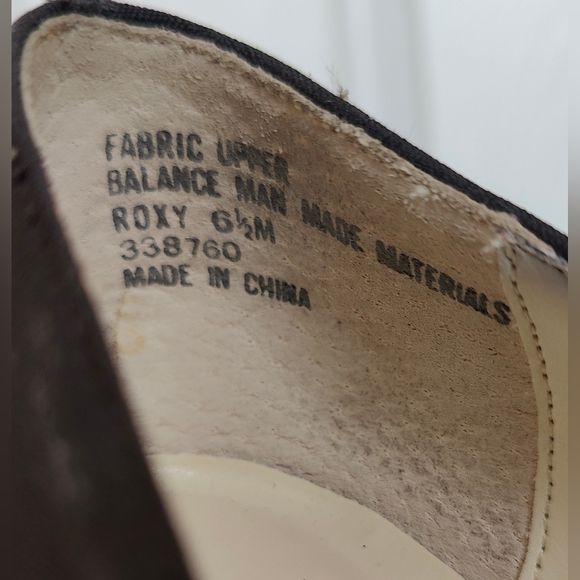 FABRIC UPPER
BALANCE MAN MADE MATERIALS
ROXY 6½M
338760
MADE IN CHINA